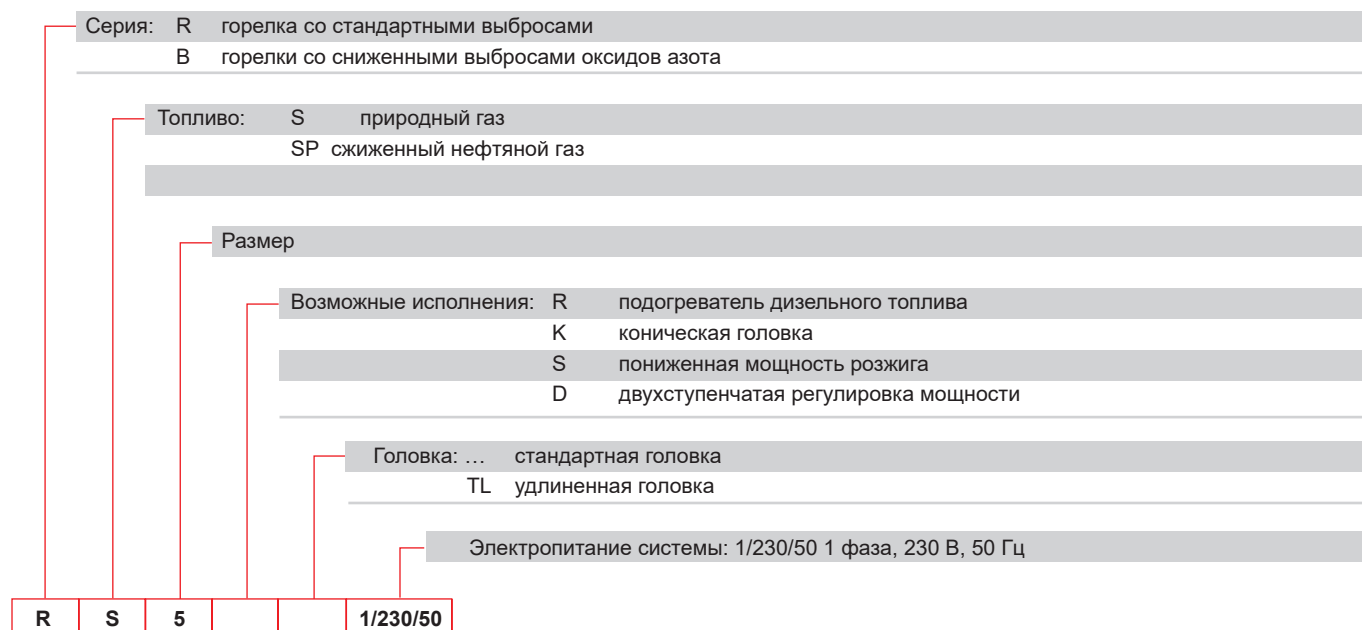 Серия: R горелка со стандартными выбросами
B горелки со сниженными выбросами оксидов азота
Топливо: S природный газ
SP сжиженный нефтяной газ
Размер
Возможные исполнения: R подогреватель дизельного топлива
K коническая головка
S пониженная мощность розжига
D двухступенчатая регулировка мощности
Головка: … стандартная головка
TL удлиненная головка
Электропитание системы: 1/230/50 1 фаза, 230 В, 50 Гц
R S 5 1/230/50